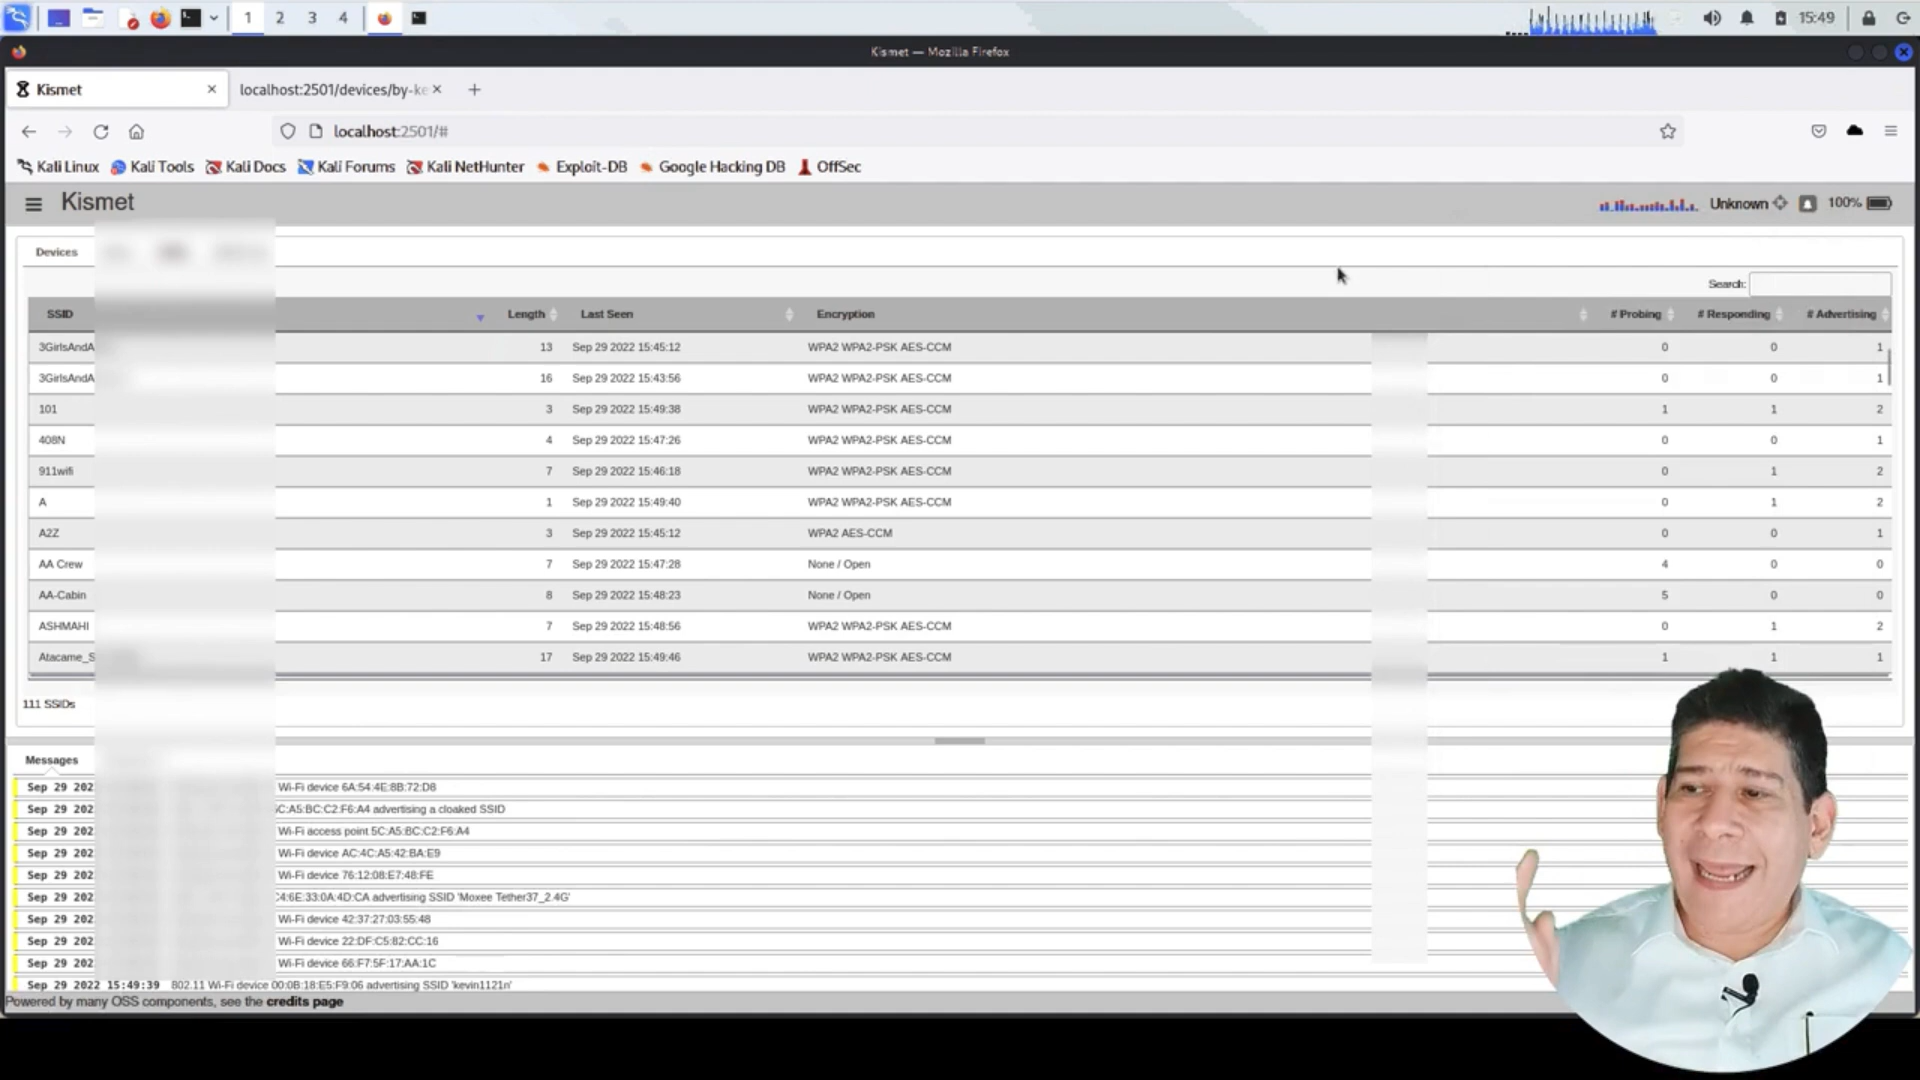 1 2 3 4 15:49
Kismet — Mozilla Firefox
Kismet localhost:2501/devices/by-ke
localhost:2501/#
Kali Linux Kali Tools Kali Docs Kali Forums Kali NetHunter Exploit-DB Google Hacking DB OffSec
Kismet Unknown 100%
Devices
Search:
SSID Length Last Seen Encryption # Probing # Responding # Advertising
3GirlsAndA 13 Sep 29 2022 15:45:12 WPA2 WPA2-PSK AES-CCM 0 0 1
3GirlsAndA 16 Sep 29 2022 15:43:56 WPA2 WPA2-PSK AES-CCM 0 0 1
101 3 Sep 29 2022 15:49:38 WPA2 WPA2-PSK AES-CCM 1 1 2
408N 4 Sep 29 2022 15:47:26 WPA2 WPA2-PSK AES-CCM 0 0 1
911wifi 7 Sep 29 2022 15:46:18 WPA2 WPA2-PSK AES-CCM 0 1 2
A 1 Sep 29 2022 15:49:40 WPA2 WPA2-PSK AES-CCM 0 1 2
A2Z 3 Sep 29 2022 15:45:12 WPA2 AES-CCM 0 0 1
AA Crew 7 Sep 29 2022 15:47:28 None / Open 4 0 0
AA-Cabin 8 Sep 29 2022 15:48:23 None / Open 5 0 0
ASHMAHI 7 Sep 29 2022 15:48:56 WPA2 WPA2-PSK AES-CCM 0 1 2
Atacame_S 17 Sep 29 2022 15:49:46 WPA2 WPA2-PSK AES-CCM 1 1 1
111 SSIDs
Messages
Sep 29 202 Wi-Fi device 6A:54:4E:8B:72:D8
Sep 29 202 C:A5:BC:C2:F6:A4 advertising a cloaked SSID
Sep 29 202 Wi-Fi access point 5C:A5:BC:C2:F6:A4
Sep 29 202 Wi-Fi device AC:4C:A5:42:BA:E9
Sep 29 202 Wi-Fi device 76:12:08:E7:48:FE
Sep 29 202 C4:6E:33:0A:4D:CA advertising SSID 'Moxee Tether37_2.4G'
Sep 29 202 Wi-Fi device 42:37:27:03:55:48
Sep 29 202 Wi-Fi device 22:DF:C5:82:CC:16
Sep 29 202 Wi-Fi device 66:F7:5F:17:AA:1C
Sep 29 2022 15:49:39 802.11 Wi-Fi device 00:0B:18:E5:F9:06 advertising SSID 'kevin1121n'
Powered by many OSS components, see the credits page